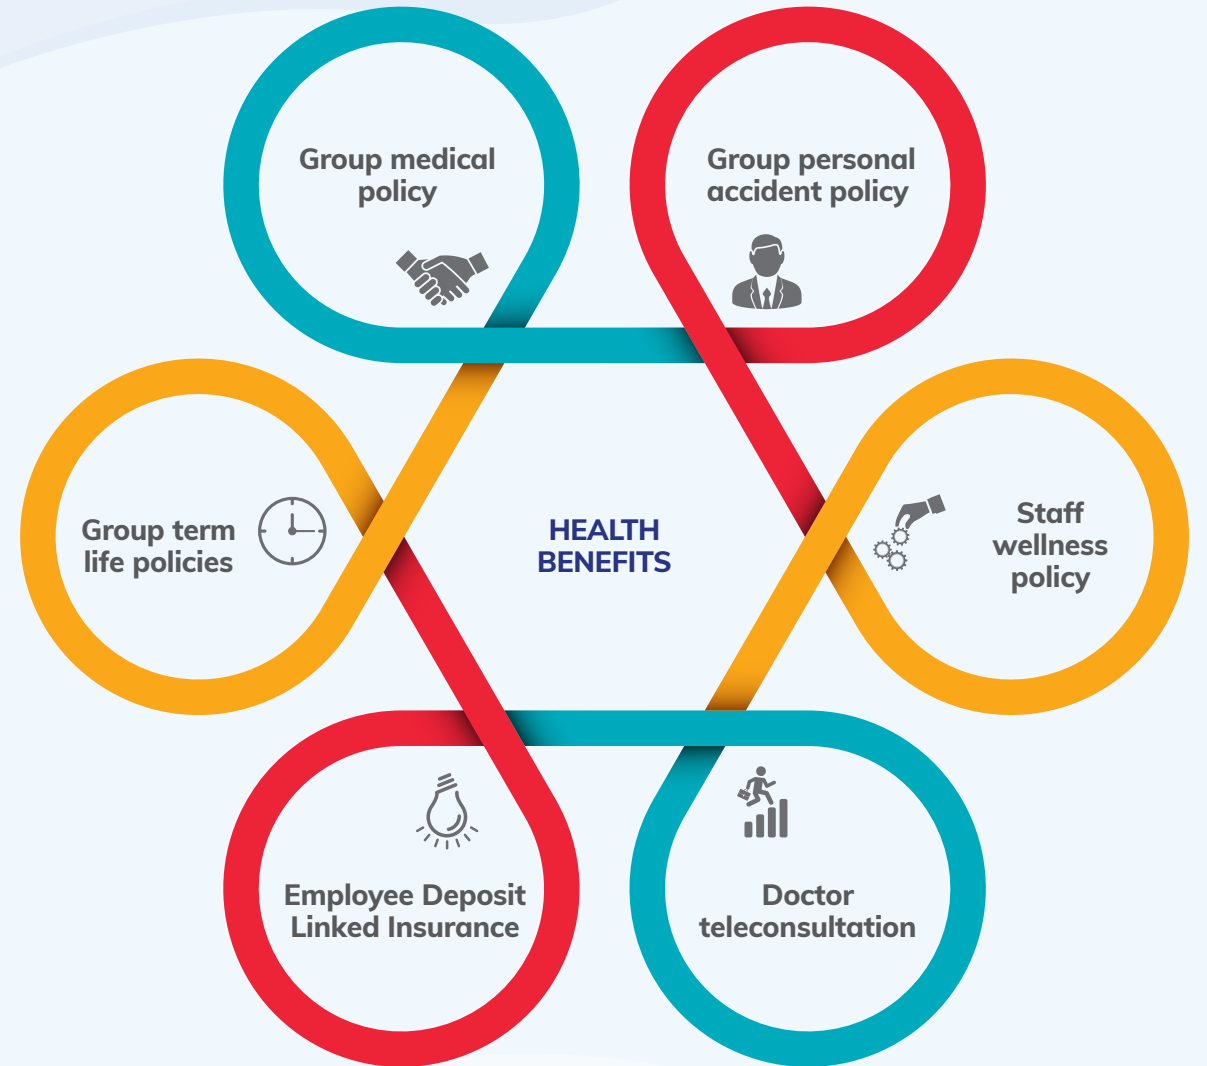 Group medical
policy
Group personal
accident policy
Group term
life policies
HEALTH
BENEFITS
Staff
wellness
policy
Employee Deposit
Linked Insurance
Doctor
teleconsultation